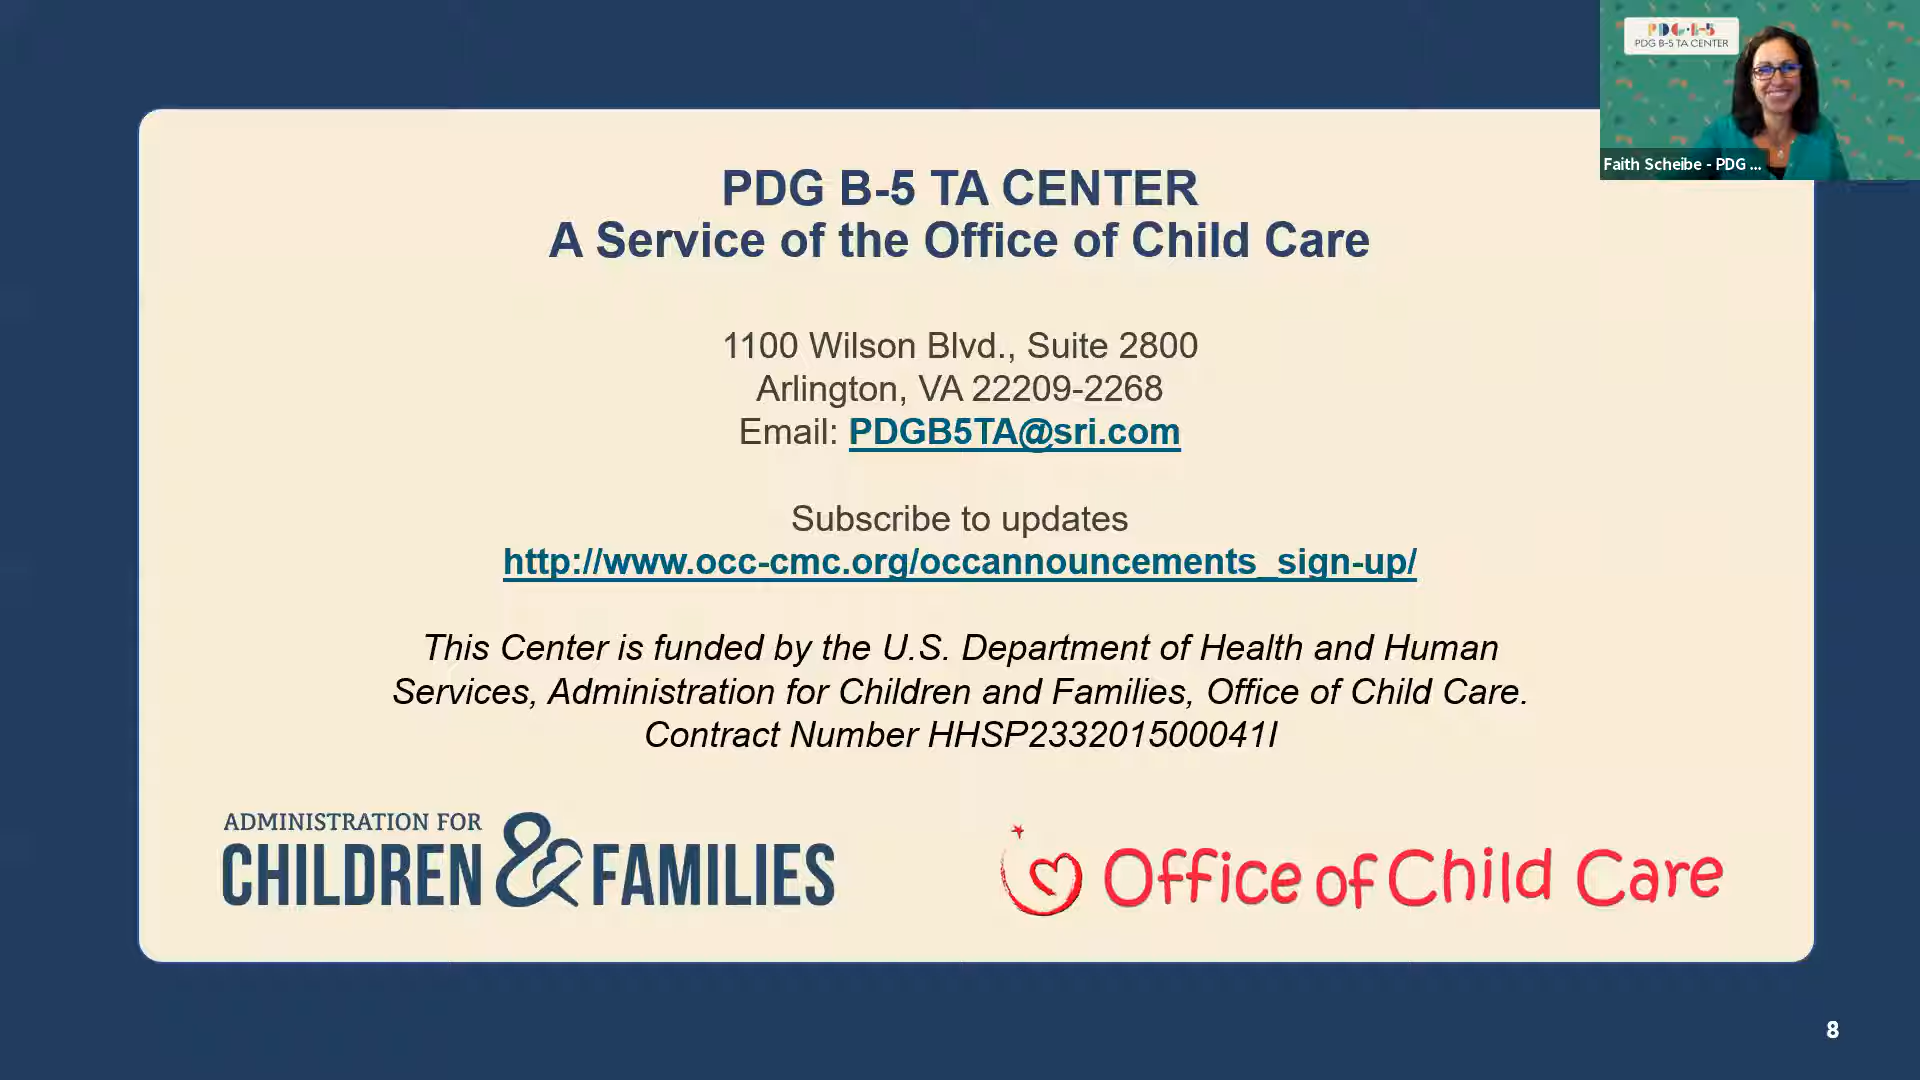 PDG B-5
PDG B-5 TA CENTER
Faith Scheibe - PDG ...
PDG B-5 TA CENTER
A Service of the Office of Child Care
1100 Wilson Blvd., Suite 2800
Arlington, VA 22209-2268
Email: PDGB5TA@sri.com
Subscribe to updates
http://www.occ-cmc.org/occannouncements_sign-up/
This Center is funded by the U.S. Department of Health and Human
Services, Administration for Children and Families, Office of Child Care.
Contract Number HHSP233201500041I
ADMINISTRATION FOR
CHILDREN & FAMILIES
Office of Child Care
8